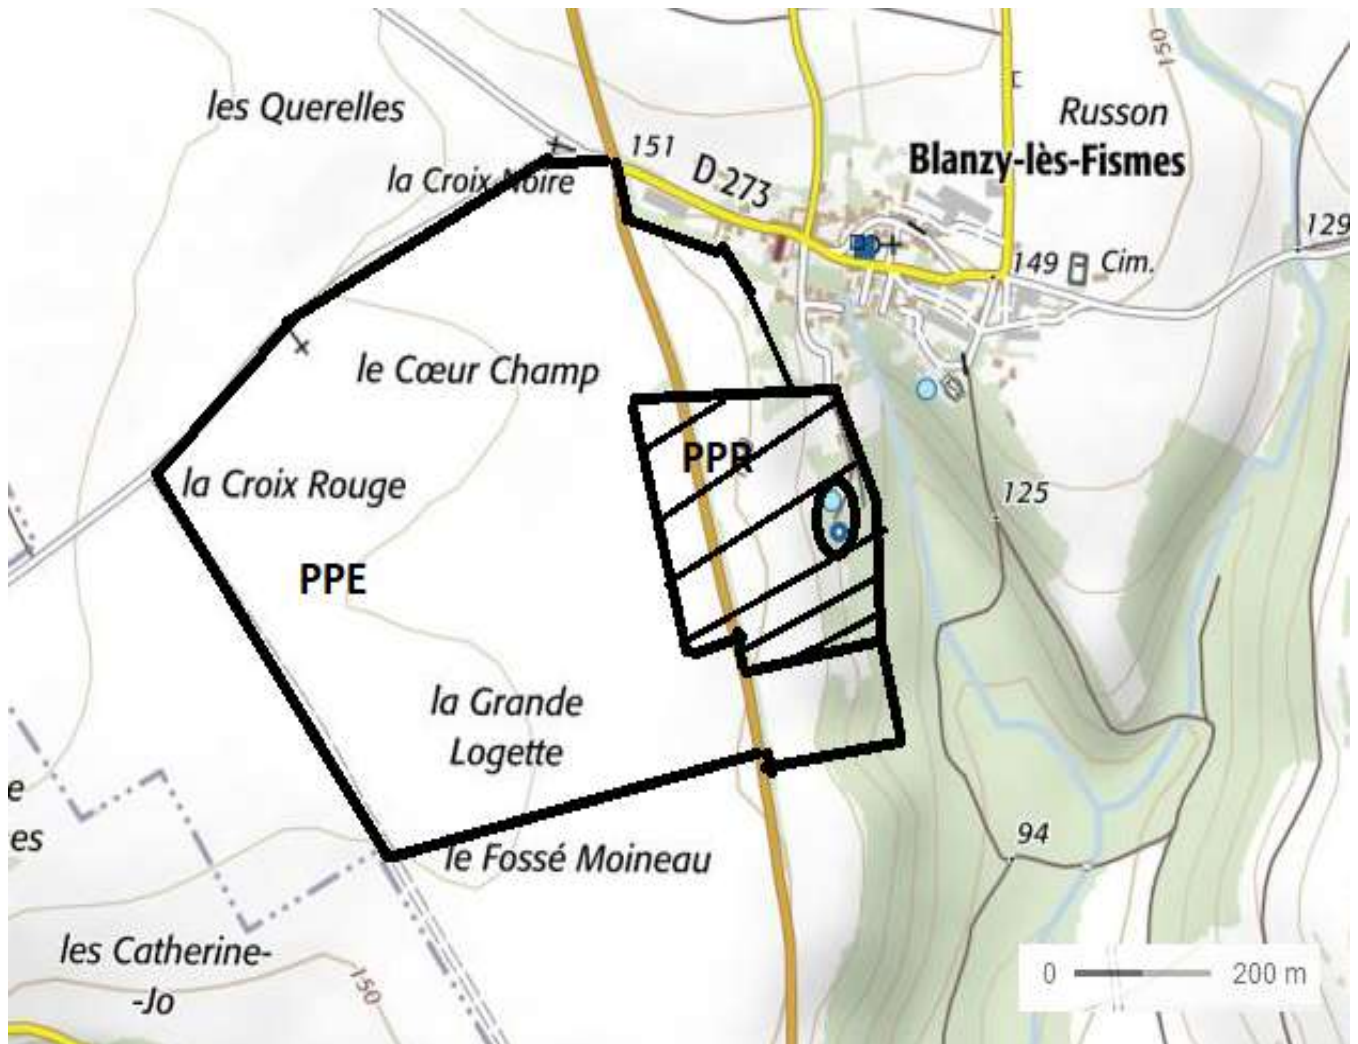 150
les Querelles
Russon
Blanzy-lès-Fismes
151
D 273
la Croix Noire
129
149
Cim.
le Cœur Champ
PPR
la Croix Rouge
125
PPE
la Grande
Logette
e
es
94
le Fossé Moineau
les Catherine-
-Jo
150
0 200 m